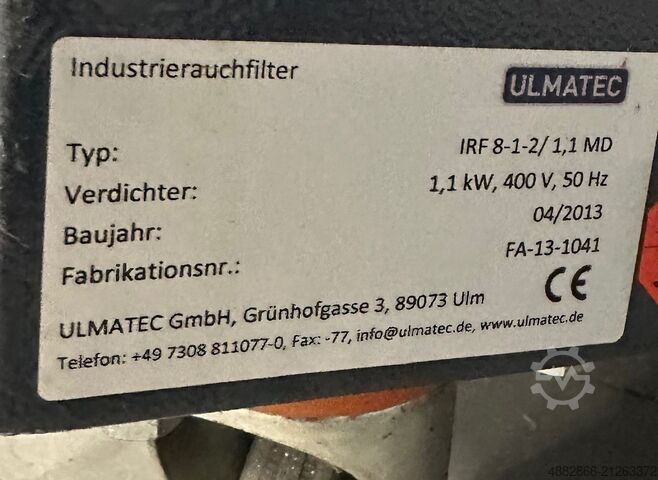 Industrierauchfilter
ULMATEC
Typ: IRF 8-1-2/ 1,1 MD
Verdichter: 1,1 kW, 400 V, 50 Hz
Baujahr: 04/2013
Fabrikationsnr.: FA-13-1041
CE
ULMATEC GmbH, Grünhofgasse 3, 89073 Ulm
Telefon: +49 7308 811077-0, Fax: -77, info@ulmatec.de, www.ulmatec.de
4882868-21263372